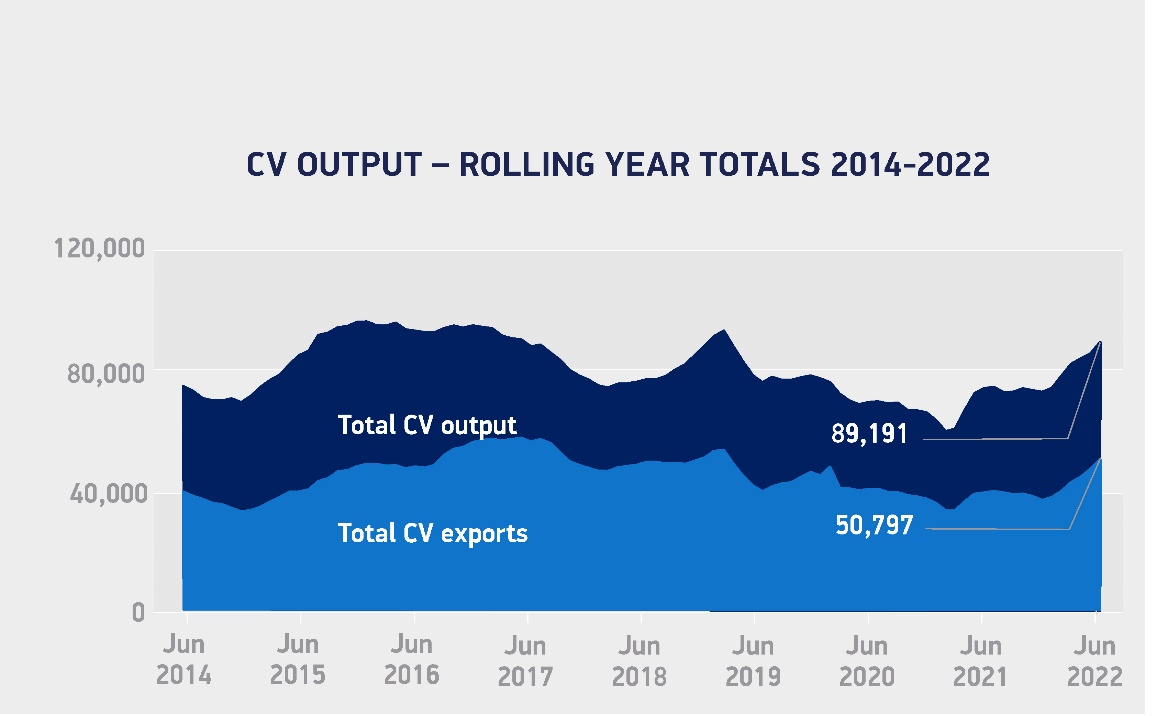 CV OUTPUT – ROLLING YEAR TOTALS 2014-2022
120,000
80,000
40,000
0
Total CV output
89,191
Total CV exports
50,797
Jun 2014
Jun 2015
Jun 2016
Jun 2017
Jun 2018
Jun 2019
Jun 2020
Jun 2021
Jun 2022